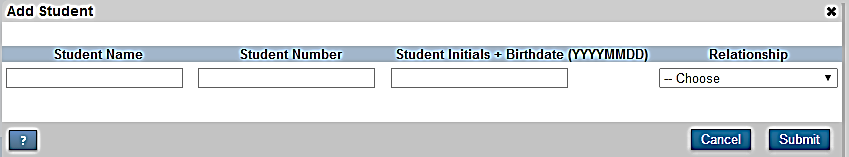 Add Student ✖
Student Name Student Number Student Initials + Birthdate (YYYYMMDD) Relationship
-- Choose
? Cancel Submit